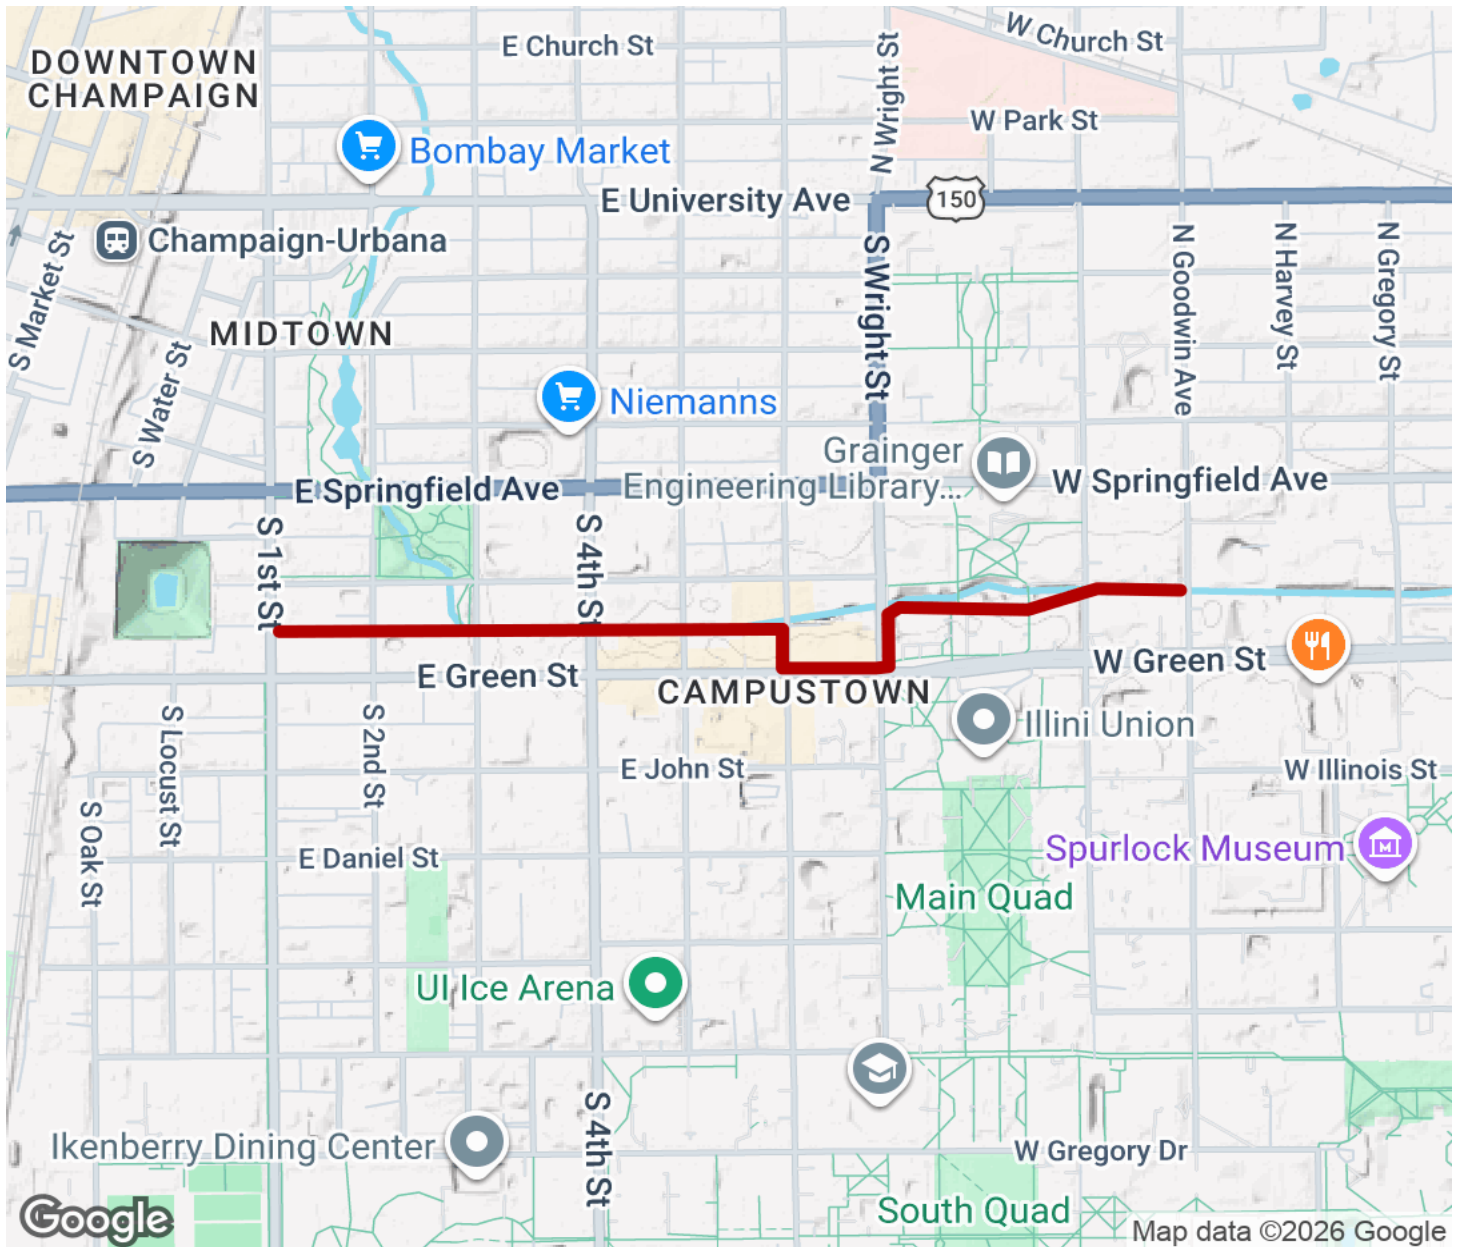 E Church St
W Church St
DOWNTOWN
CHAMPAIGN
N Wright St
W Park St
Bombay Market
E University Ave
150
Champaign-Urbana
S Market St
S Wright St
N Goodwin Ave
N Harvey St
N Gregory St
MIDTOWN
S Water St
Niemanns
Grainger
Engineering Library...
E Springfield Ave
W Springfield Ave
S 1st St
S 4th St
E Green St
W Green St
CAMPUSTOWN
S Locust St
S 2nd St
Illini Union
E John St
W Illinois St
S Oak St
E Daniel St
Spurlock Museum
M
Main Quad
UI Ice Arena
S 4th St
Ikenberry Dining Center
W Gregory Dr
South Quad
Google
Map data ©2026 Google